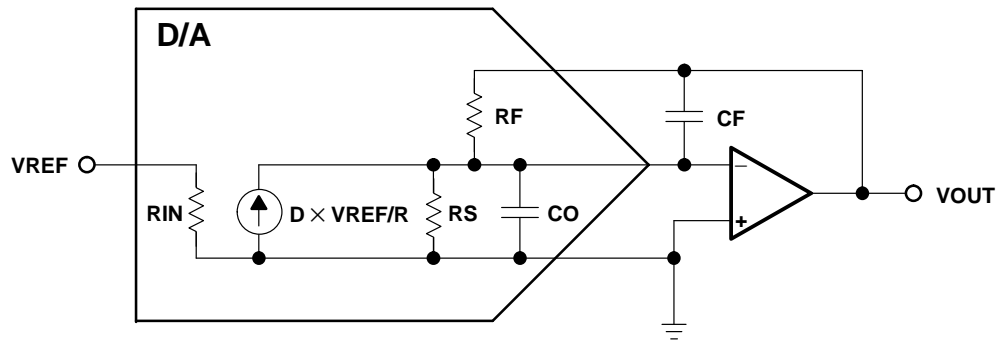 D/A
RF
CF
VREF
RIN
D × VREF/R
RS
CO
−
+
VOUT